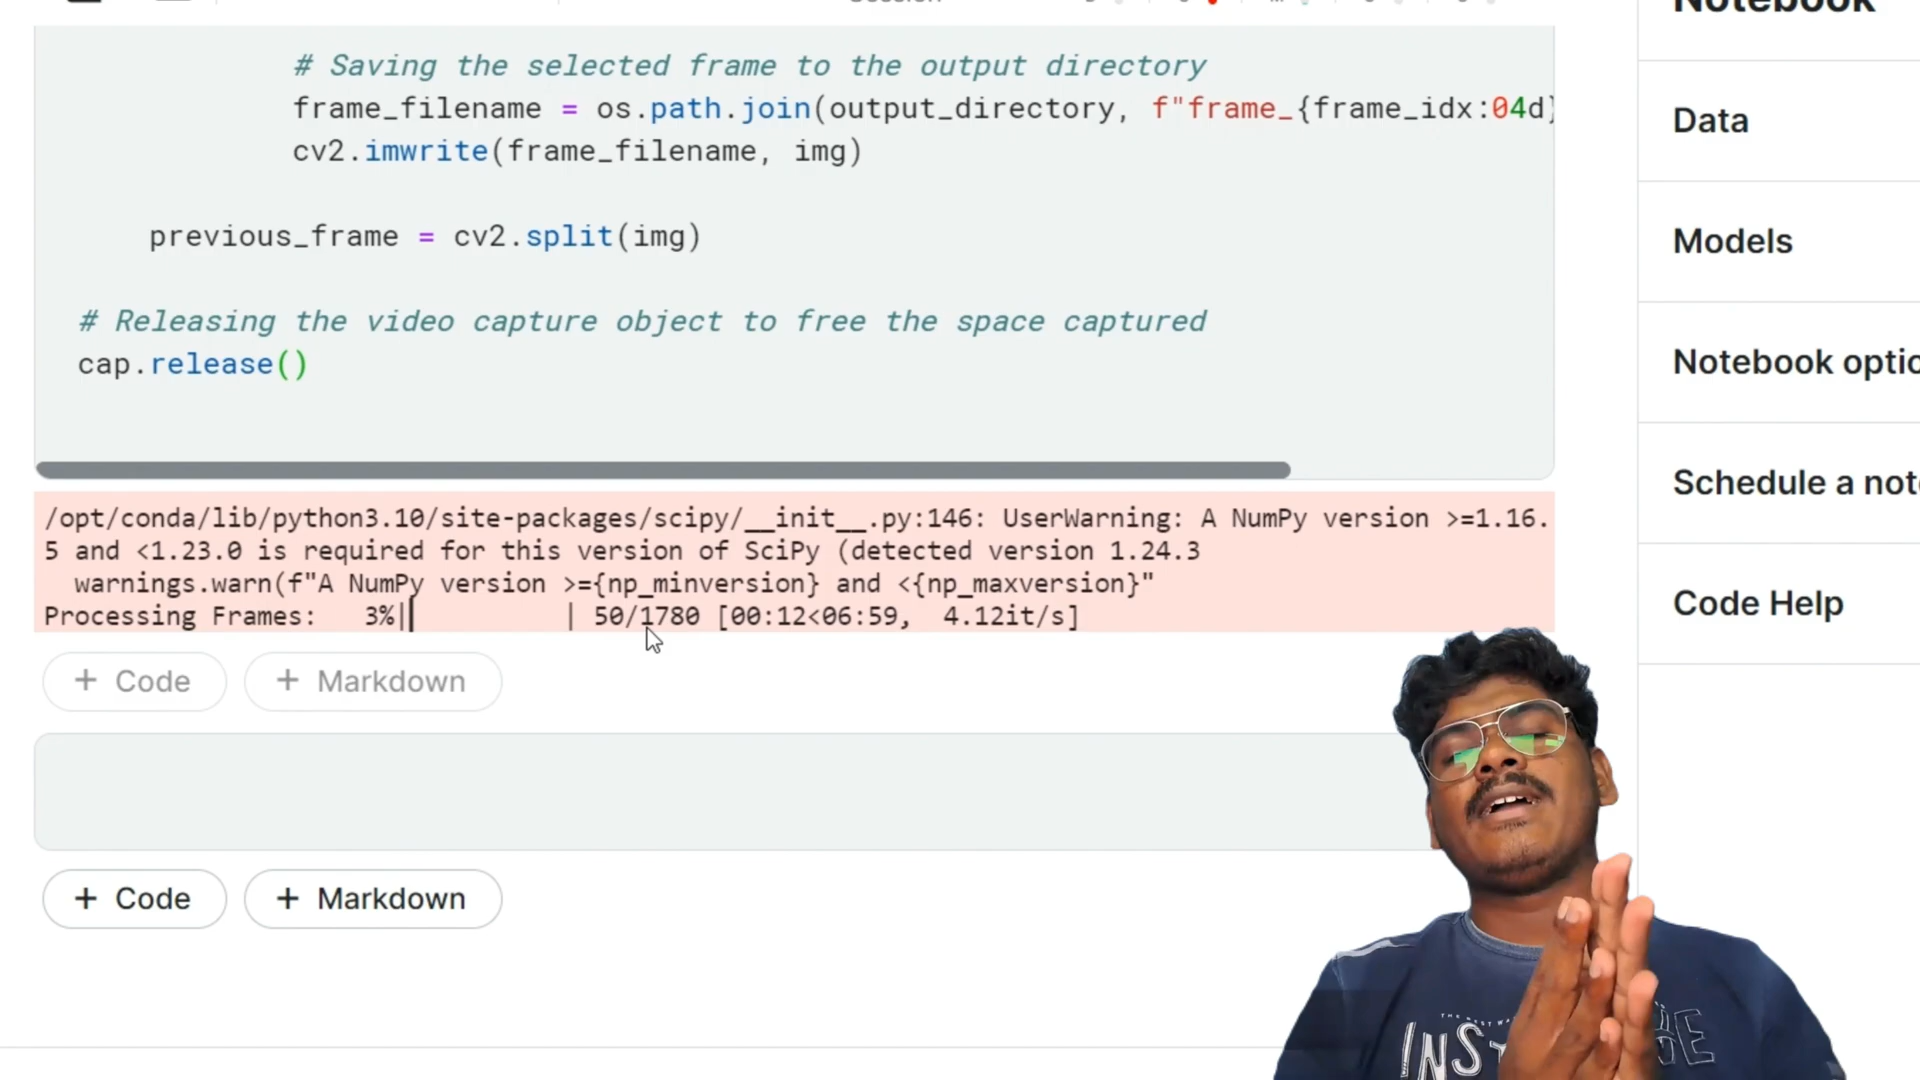 Notebook
# Saving the selected frame to the output directory
frame_filename = os.path.join(output_directory, f"frame_{frame_idx:04d}
cv2.imwrite(frame_filename, img)
previous_frame = cv2.split(img)
# Releasing the video capture object to free the space captured
cap.release()
/opt/conda/lib/python3.10/site-packages/scipy/__init__.py:146: UserWarning: A NumPy version >=1.16.
5 and <1.23.0 is required for this version of SciPy (detected version 1.24.3
warnings.warn(f"A NumPy version >={np_minversion} and <{np_maxversion}"
Processing Frames: 3%| | 50/1780 [00:12<06:59, 4.12it/s]
+ Code + Markdown
+ Code + Markdown
Data
Models
Notebook optio
Schedule a not
Code Help